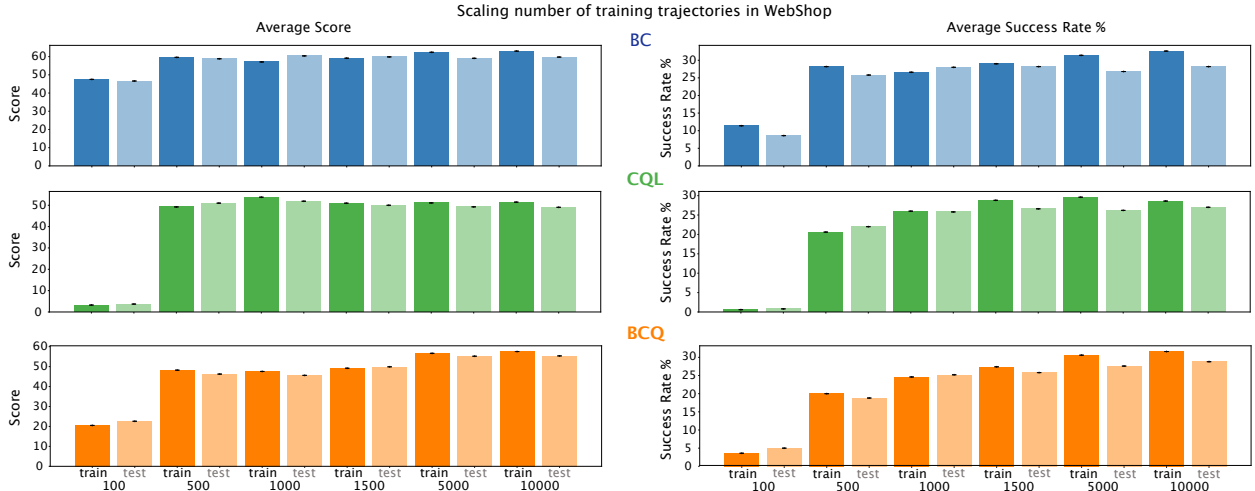 Scaling number of training trajectories in WebShop
Average Score
Average Success Rate %
BC
Score
60
50
40
30
20
10
0
Success Rate %
30
25
20
15
10
5
0
CQL
Score
50
40
30
20
10
0
Success Rate %
30
25
20
15
10
5
0
BCQ
Score
60
50
40
30
20
10
0
Success Rate %
30
25
20
15
10
5
0
train test train test train test train test train test train test
100 500 1000 1500 5000 10000
train test train test train test train test train test train test
100 500 1000 1500 5000 10000